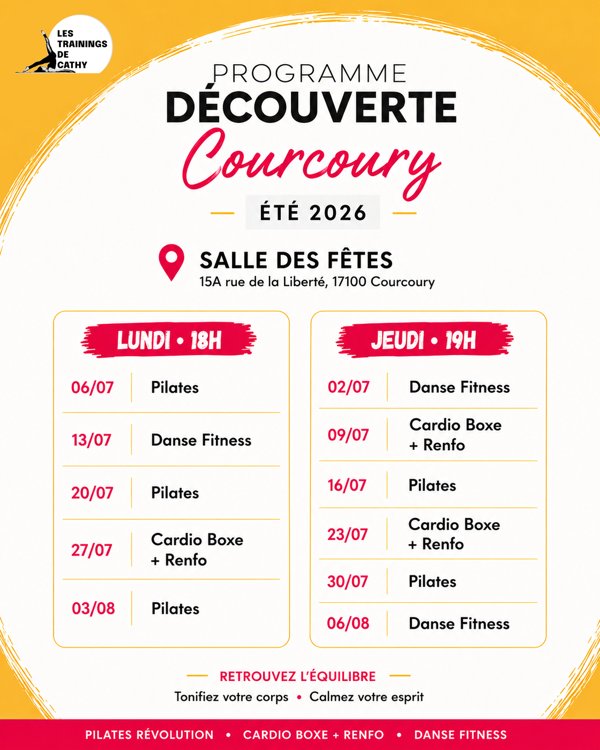 LES
TRAININGS
DE
CATHY
PROGRAMME
DÉCOUVERTE
Courcoury
ÉTÉ 2026
SALLE DES FÊTES
15A rue de la Liberté, 17100 Courcoury
LUNDI • 18H
06/07 Pilates
13/07 Danse Fitness
20/07 Pilates
27/07 Cardio Boxe
+ Renfo
03/08 Pilates
JEUDI • 19H
02/07 Danse Fitness
09/07 Cardio Boxe
+ Renfo
16/07 Pilates
23/07 Cardio Boxe
+ Renfo
30/07 Pilates
06/08 Danse Fitness
RETROUVEZ L'ÉQUILIBRE
Tonifiez votre corps • Calmez votre esprit
PILATES RÉVOLUTION • CARDIO BOXE + RENFO • DANSE FITNESS